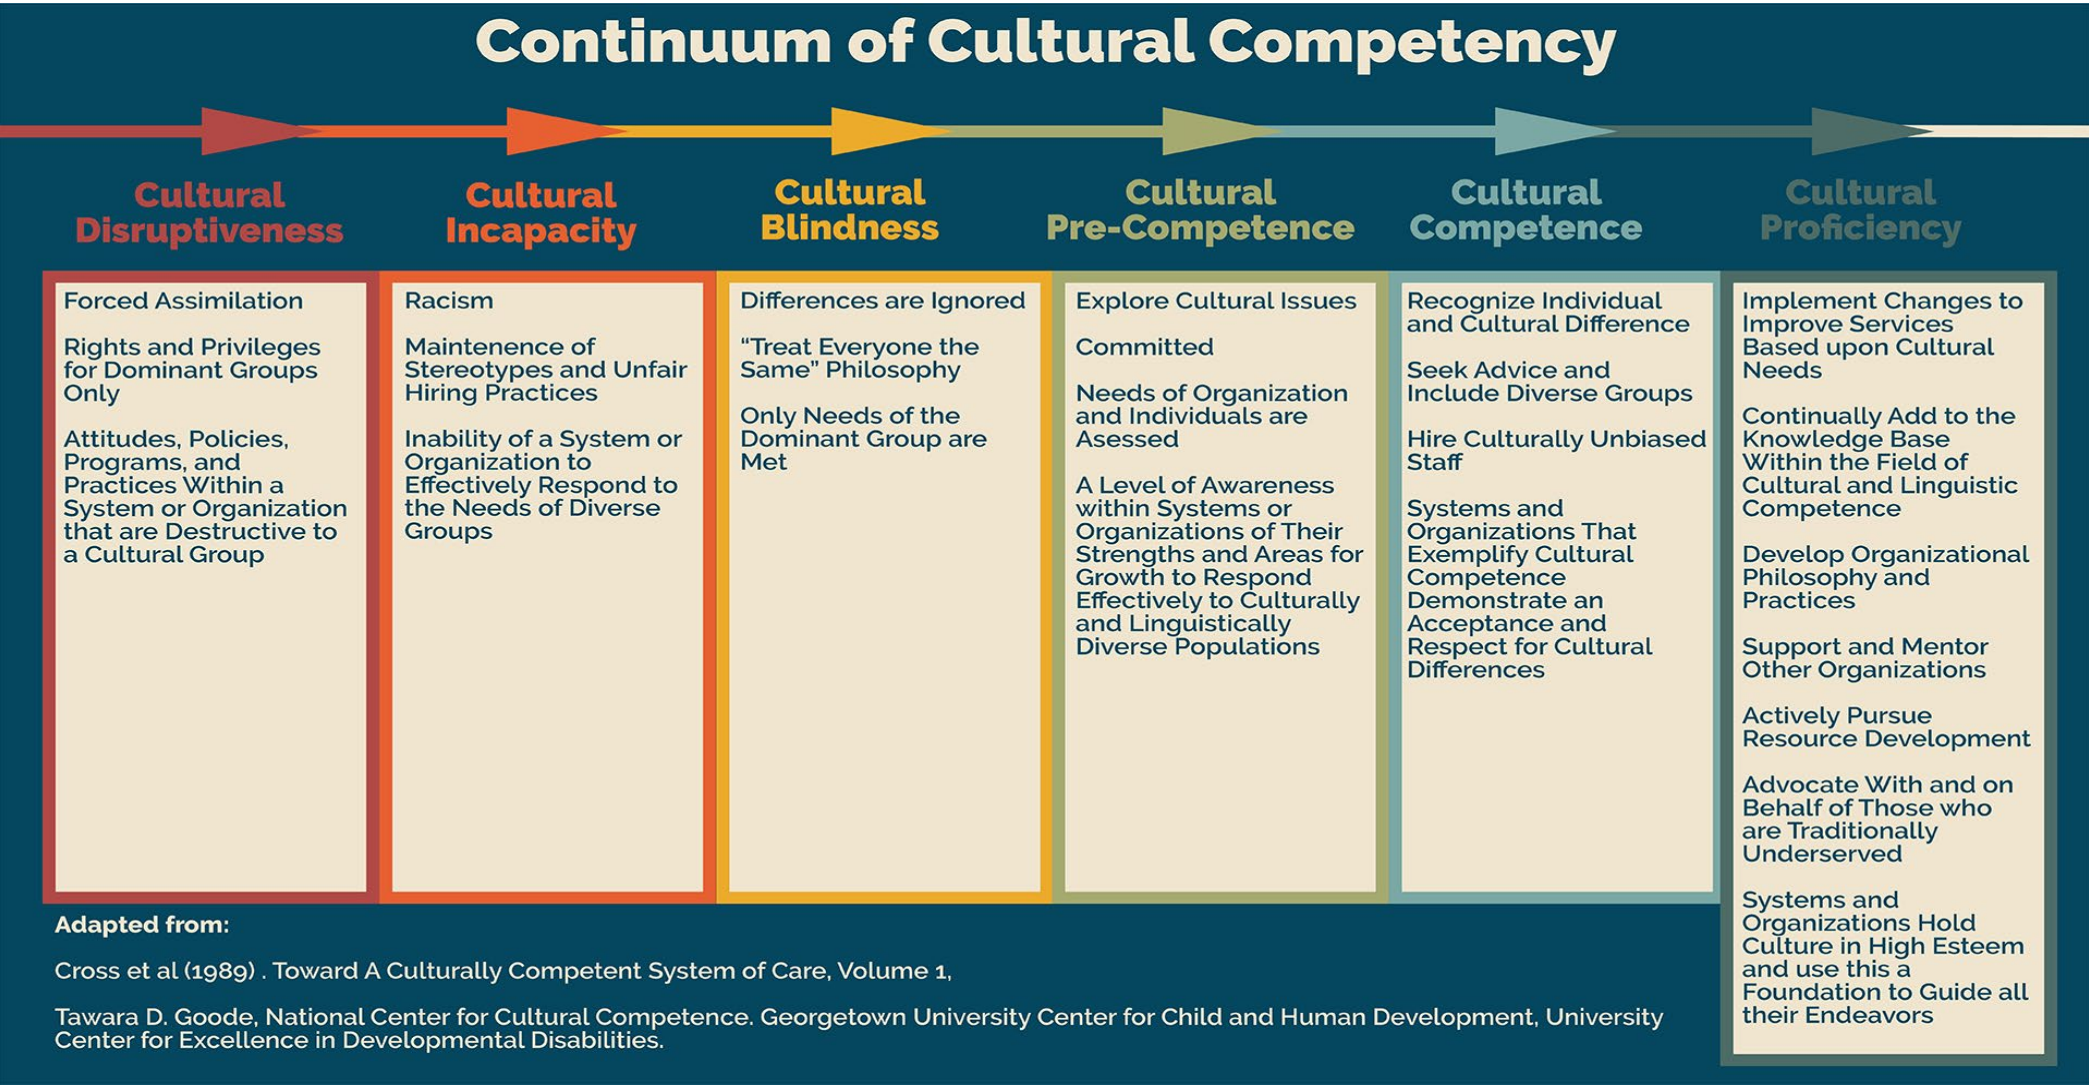 Continuum of Cultural Competency
Cultural
Disruptiveness
Forced Assimilation
Rights and Privileges
for Dominant Groups
Only
Attitudes, Policies,
Programs, and
Practices Within a
System or Organization
that are Destructive to
a Cultural Group
Cultural
Incapacity
Racism
Maintenence of
Stereotypes and Unfair
Hiring Practices
Inability of a System or
Organization to
Effectively Respond to
the Needs of Diverse
Groups
Cultural
Blindness
Differences are Ignored
“Treat Everyone the
Same” Philosophy
Only Needs of the
Dominant Group are
Met
Cultural
Pre-Competence
Explore Cultural Issues
Committed
Needs of Organization
and Individuals are
Asessed
A Level of Awareness
within Systems or
Organizations of Their
Strengths and Areas for
Growth to Respond
Effectively to Culturally
and Linguistically
Diverse Populations
Cultural
Competence
Recognize Individual
and Cultural Difference
Seek Advice and
Include Diverse Groups
Hire Culturally Unbiased
Staff
Systems and
Organizations That
Exemplify Cultural
Competence
Demonstrate an
Acceptance and
Respect for Cultural
Differences
Cultural
Proficiency
Implement Changes to
Improve Services
Based upon Cultural
Needs
Continually Add to the
Knowledge Base
Within the Field of
Cultural and Linguistic
Competence
Develop Organizational
Philosophy and
Practices
Support and Mentor
Other Organizations
Actively Pursue
Resource Development
Advocate With and on
Behalf of Those who
are Traditionally
Underserved
Systems and
Organizations Hold
Culture in High Esteem
and use this a
Foundation to Guide all
their Endeavors
Adapted from:
Cross et al (1989) . Toward A Culturally Competent System of Care, Volume 1,
Tawara D. Goode, National Center for Cultural Competence. Georgetown University Center for Child and Human Development, University
Center for Excellence in Developmental Disabilities.